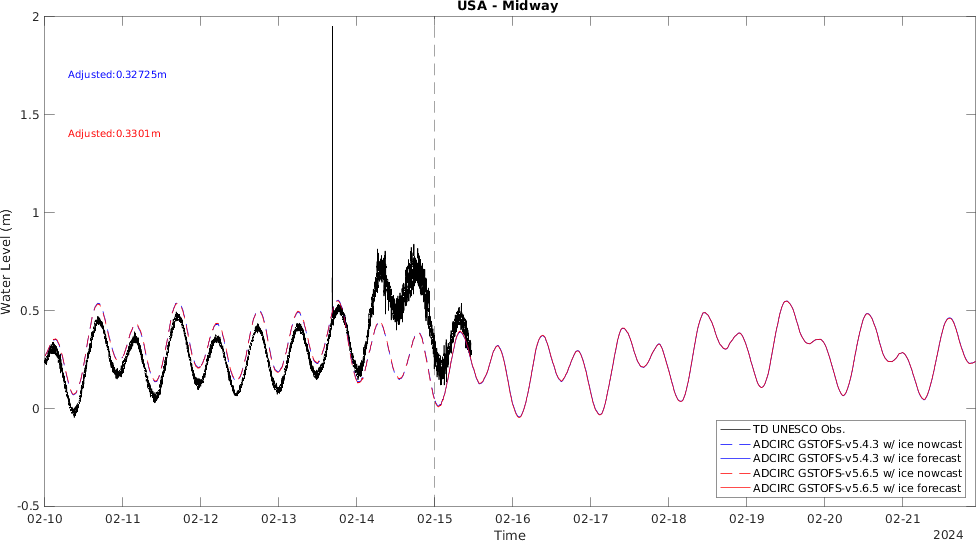 USA - Midway
2
1.5
1
0.5
0
-0.5
Water Level (m)
Adjusted:0.32725m
Adjusted:0.3301m
TD UNESCO Obs.
ADCIRC GSTOFS-v5.4.3 w/ ice nowcast
ADCIRC GSTOFS-v5.4.3 w/ ice forecast
ADCIRC GSTOFS-v5.6.5 w/ ice nowcast
ADCIRC GSTOFS-v5.6.5 w/ ice forecast
02-10 02-11 02-12 02-13 02-14 02-15 02-16 02-17 02-18 02-19 02-20 02-21
Time
2024